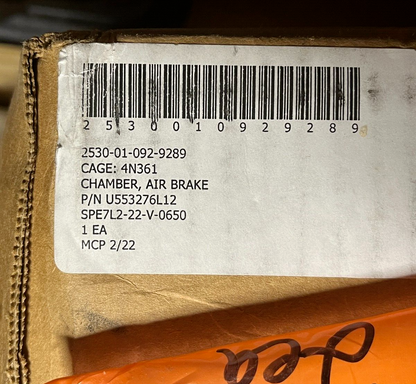 2530010929289
2530-01-092-9289
CAGE: 4N361
CHAMBER, AIR BRAKE
P/N U553276L12
SPE7L2-22-V-0650
1 EA
MCP 2/22